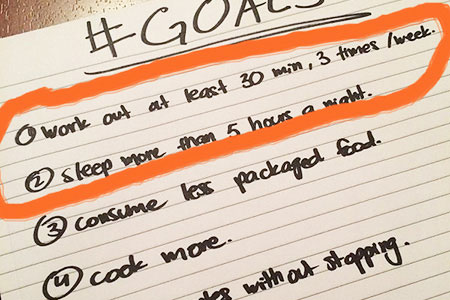 #GOALS
① Work out at least 30 min, 3 times/week.
② Sleep more than 5 hours a night.
③ consume less packaged food.
④ cook more.
without stopping.